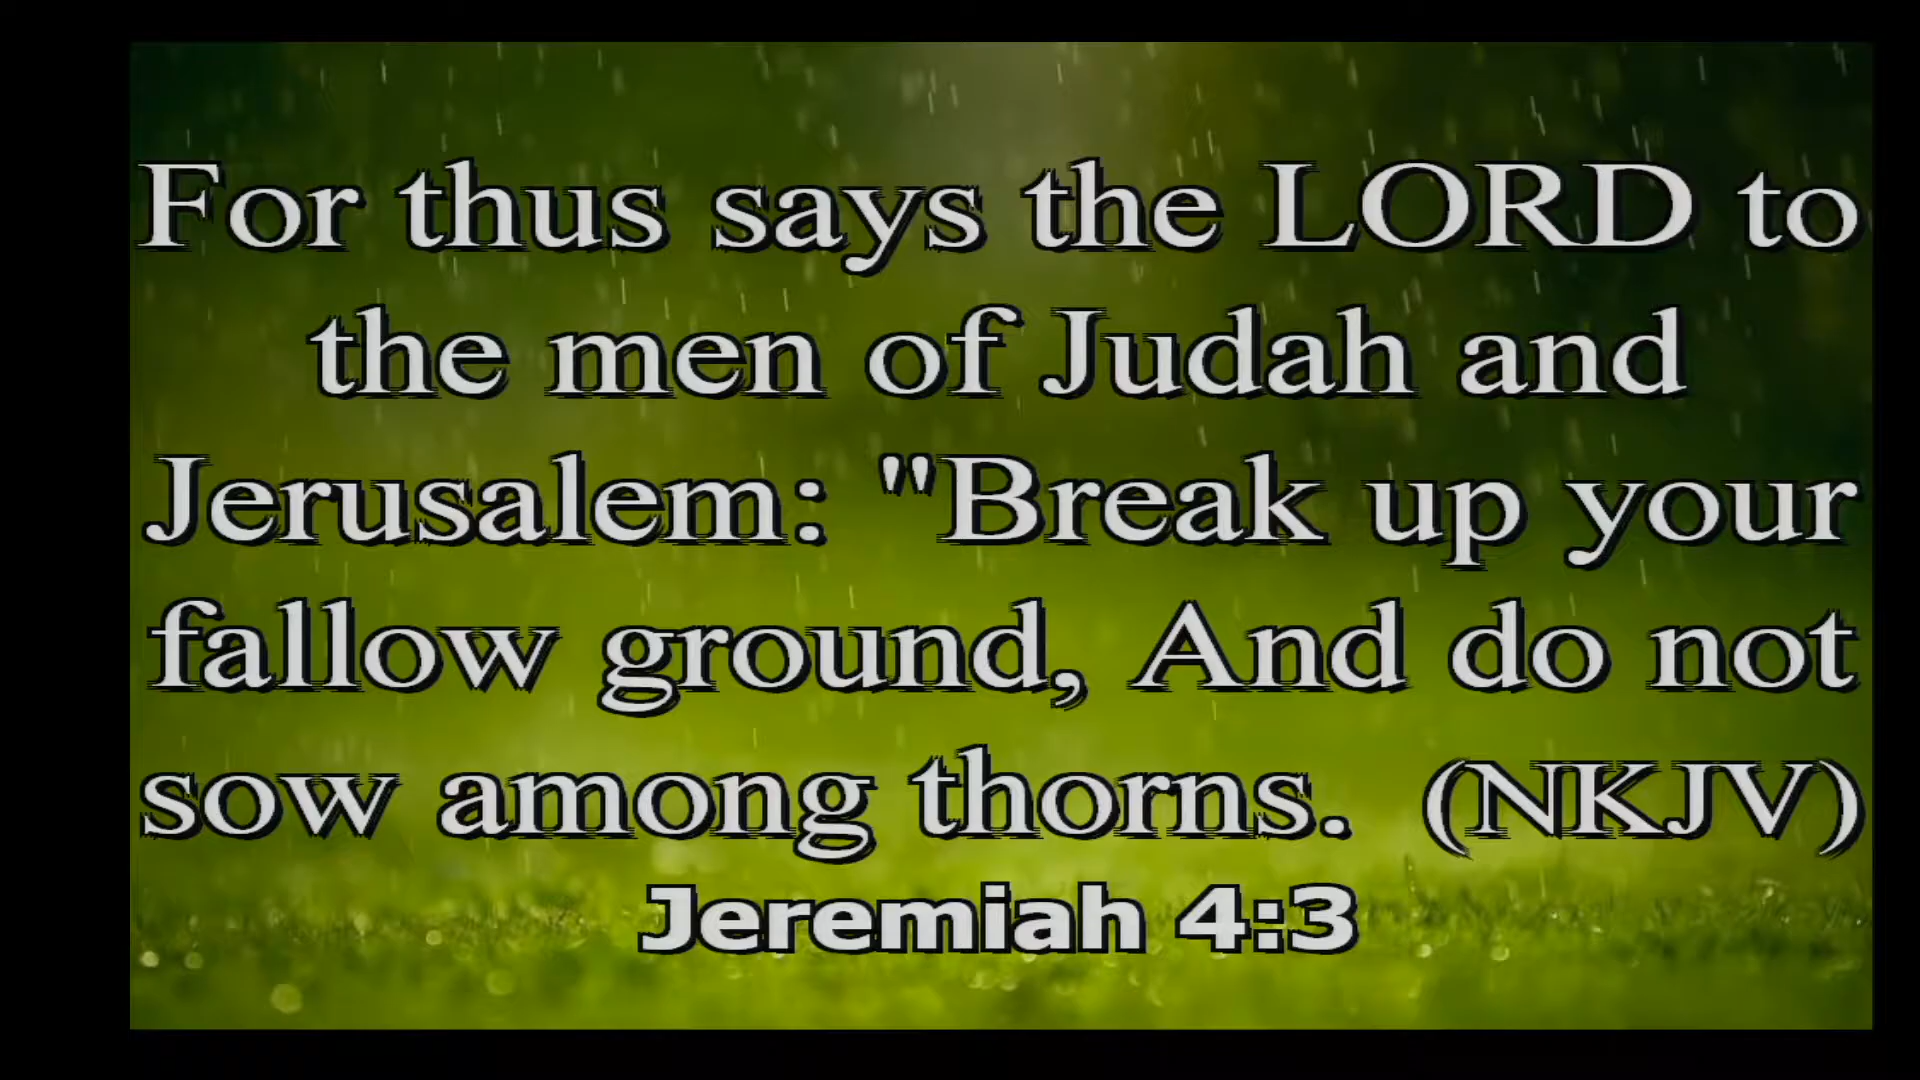 For thus says the LORD to
the men of Judah and
Jerusalem: "Break up your
fallow ground, And do not
sow among thorns. (NKJV)
Jeremiah 4:3